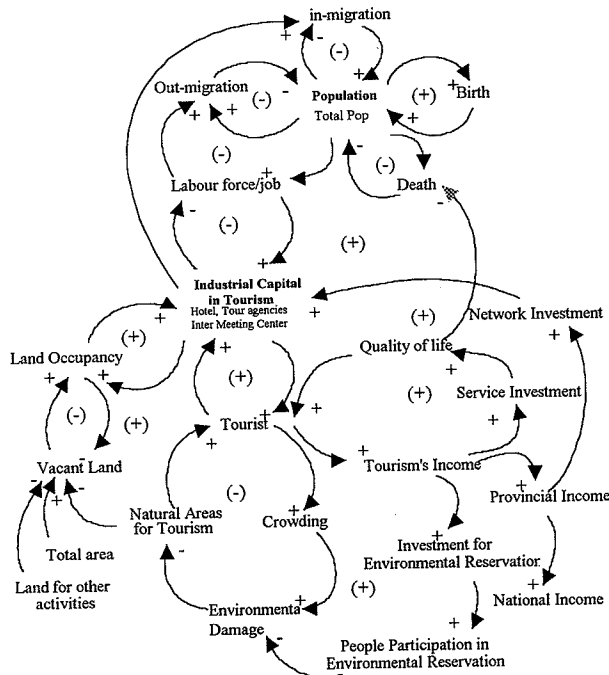 in-migration
+
-
(-)
+
Out-migration
-
+
+
(-)
Population
Total Pop
(+)
+
Birth
+
(-)
-
(-)
Death
-
+
Labour force/job
-
(-)
(+)
+
Industrial Capital
in Tourism
Hotel, Tour agencies
Inter Meeting Center
+
(+)
+
+
Network Investment
+
Quality of life
+
(+)
Service Investment
+
Land Occupancy
+
+
(+)
(-)
(+)
+
(+)
+
+
Tourist
+
+
Tourism's Income
-
Vacant Land
-
-
+
Natural Areas
for Tourism
-
(-)
+
Crowding
+
Provincial Income
Total area
Land for other
activities
+
Investment for
Environmental Reservatior
+
National Income
(+)
+
Environmenta
Damage
-
+
People Participation in
Environmental Reservation